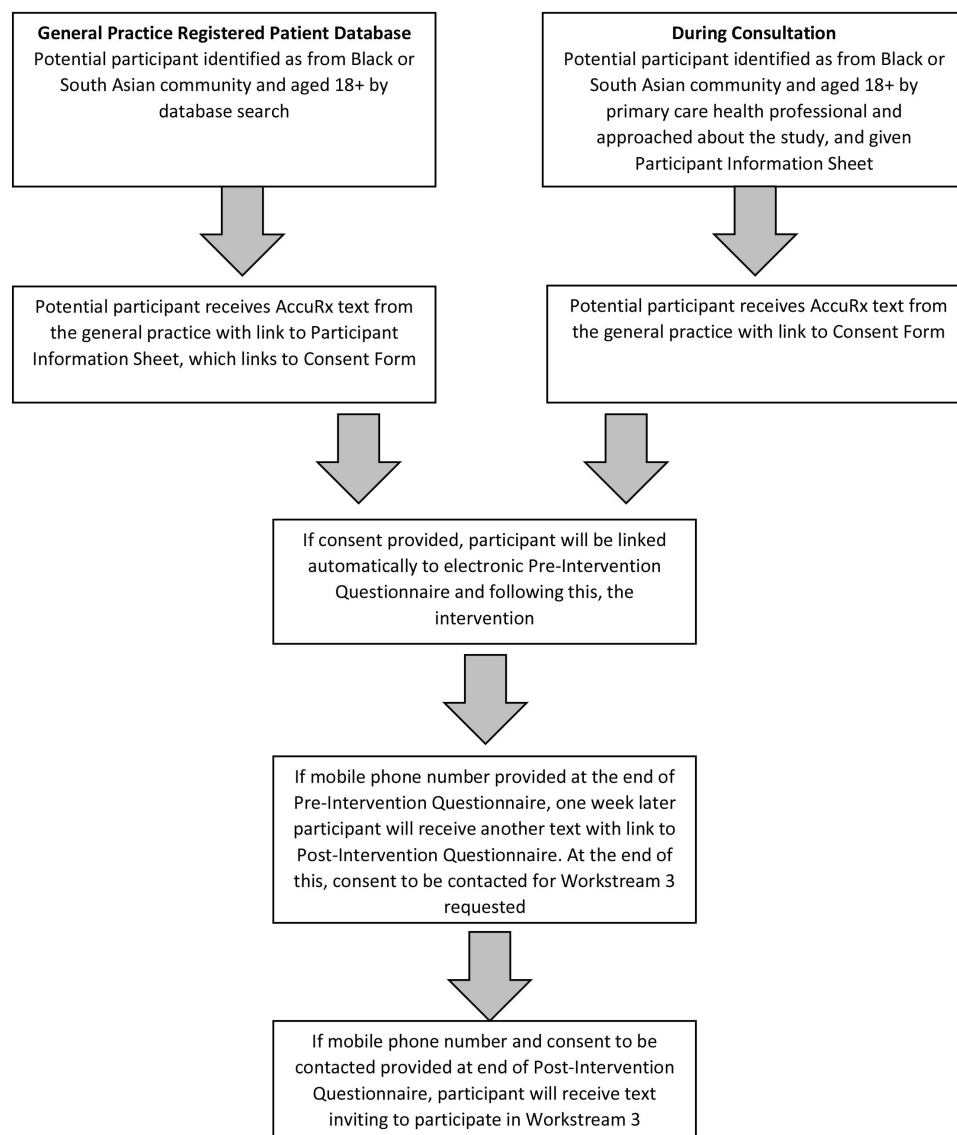 General Practice Registered Patient Database
Potential participant identified as from Black or
South Asian community and aged 18+ by
database search
During Consultation
Potential participant identified as from Black or
South Asian community and aged 18+ by
primary care health professional and
approached about the study, and given
Participant Information Sheet
Potential participant receives AccuRx text from
the general practice with link to Participant
Information Sheet, which links to Consent Form
Potential participant receives AccuRx text from
the general practice with link to Consent Form
If consent provided, participant will be linked
automatically to electronic Pre-Intervention
Questionnaire and following this, the
intervention
If mobile phone number provided at the end of
Pre-Intervention Questionnaire, one week later
participant will receive another text with link to
Post-Intervention Questionnaire. At the end of
this, consent to be contacted for Workstream 3
requested
If mobile phone number and consent to be
contacted provided at end of Post-Intervention
Questionnaire, participant will receive text
inviting to participate in Workstream 3